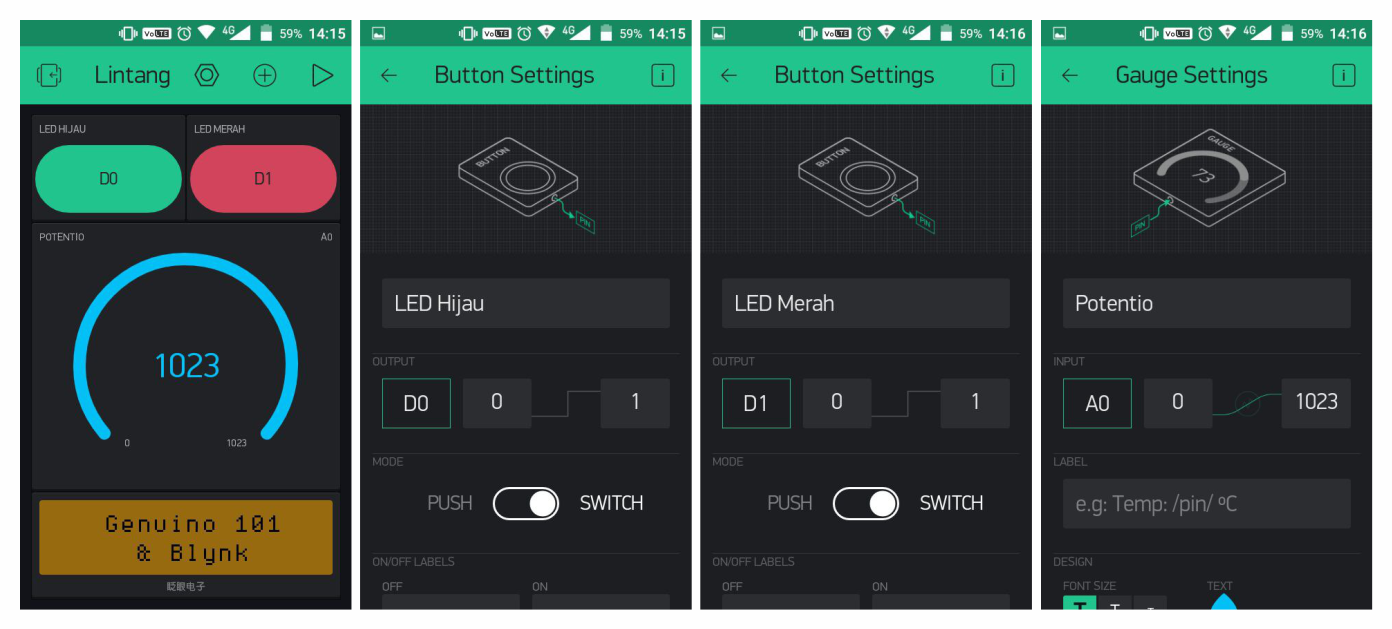 VoLTE 4G 59% 14:15
Lintang
LED HIJAU LED MERAH
D0 D1
POTENTIO A0
1023
0 1023
Genuino 101
& Blynk
眨眼电子
VoLTE 4G 59% 14:15
Button Settings i
BUTTON
PIN
LED Hijau
OUTPUT
D0 0 1
MODE
PUSH SWITCH
ON/OFF LABELS
OFF ON
VoLTE 4G 59% 14:16
Button Settings i
BUTTON
PIN
LED Merah
OUTPUT
D1 0 1
MODE
PUSH SWITCH
ON/OFF LABELS
OFF ON
VoLTE 4G 59% 14:16
Gauge Settings i
GAUGE
73
PIN
Potentio
INPUT
A0 0 1023
LABEL
e.g: Temp: /pin/ ºC
DESIGN
FONT SIZE TEXT
T T T